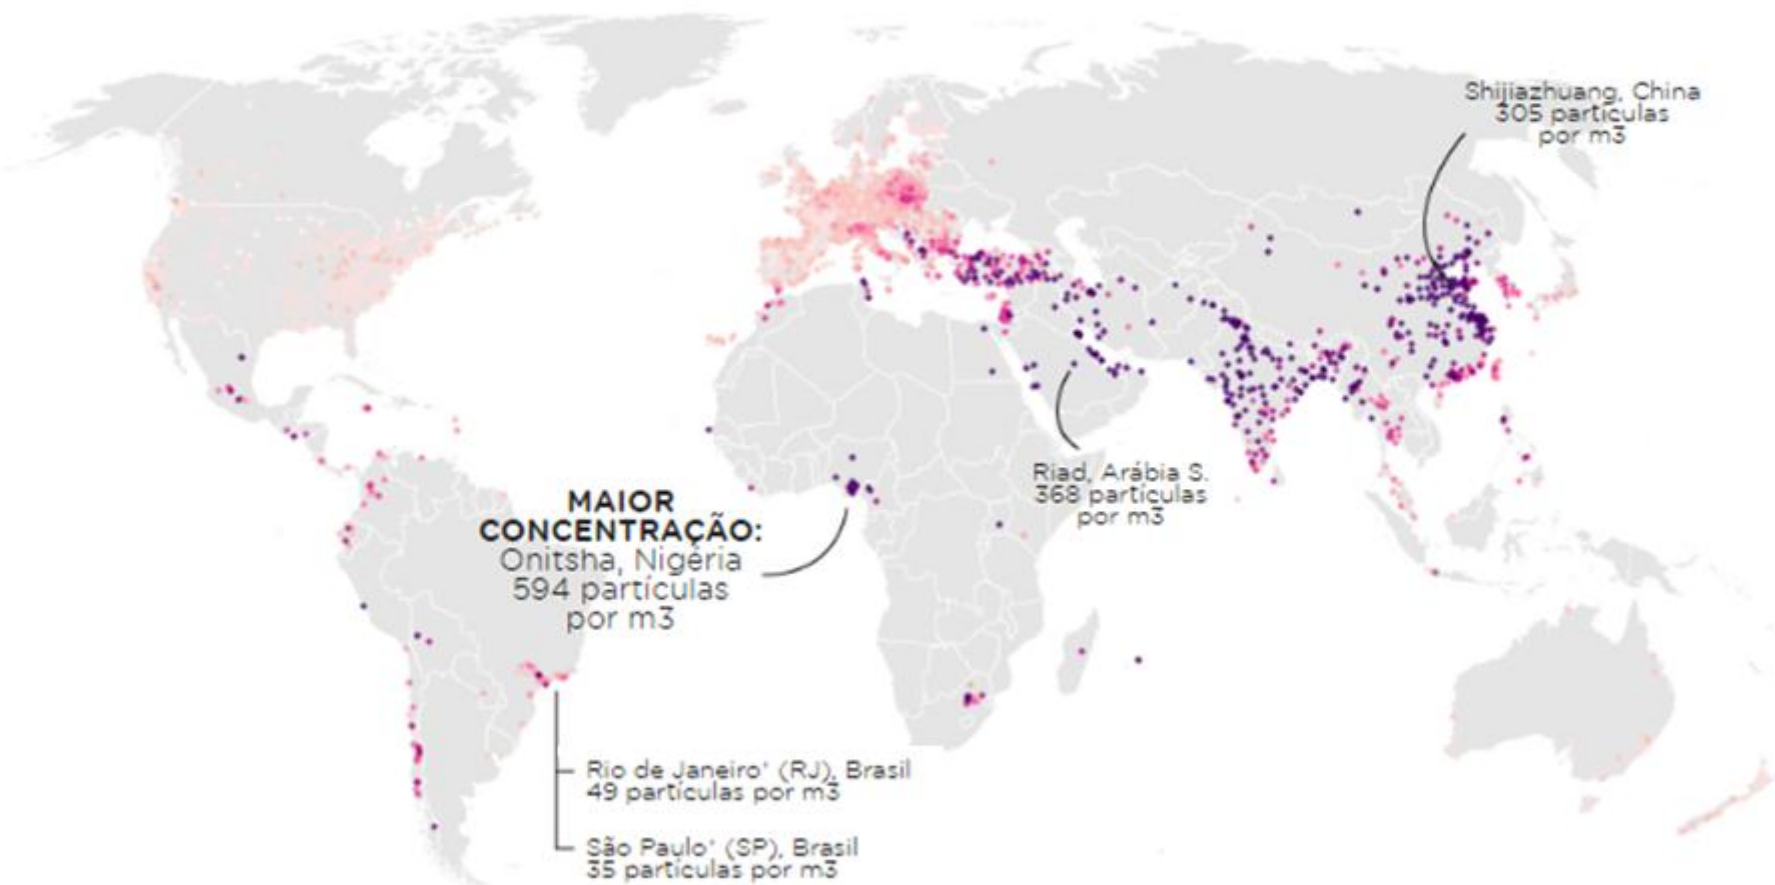 Shijiazhuang, China
305 partículas
por m3
MAIOR
CONCENTRAÇÃO:
Onitsha, Nigéria
594 partículas
por m3
Riad, Arábia S.
368 partículas
por m3
Rio de Janeiro* (RJ), Brasil
49 partículas por m3
São Paulo* (SP), Brasil
35 partículas por m3